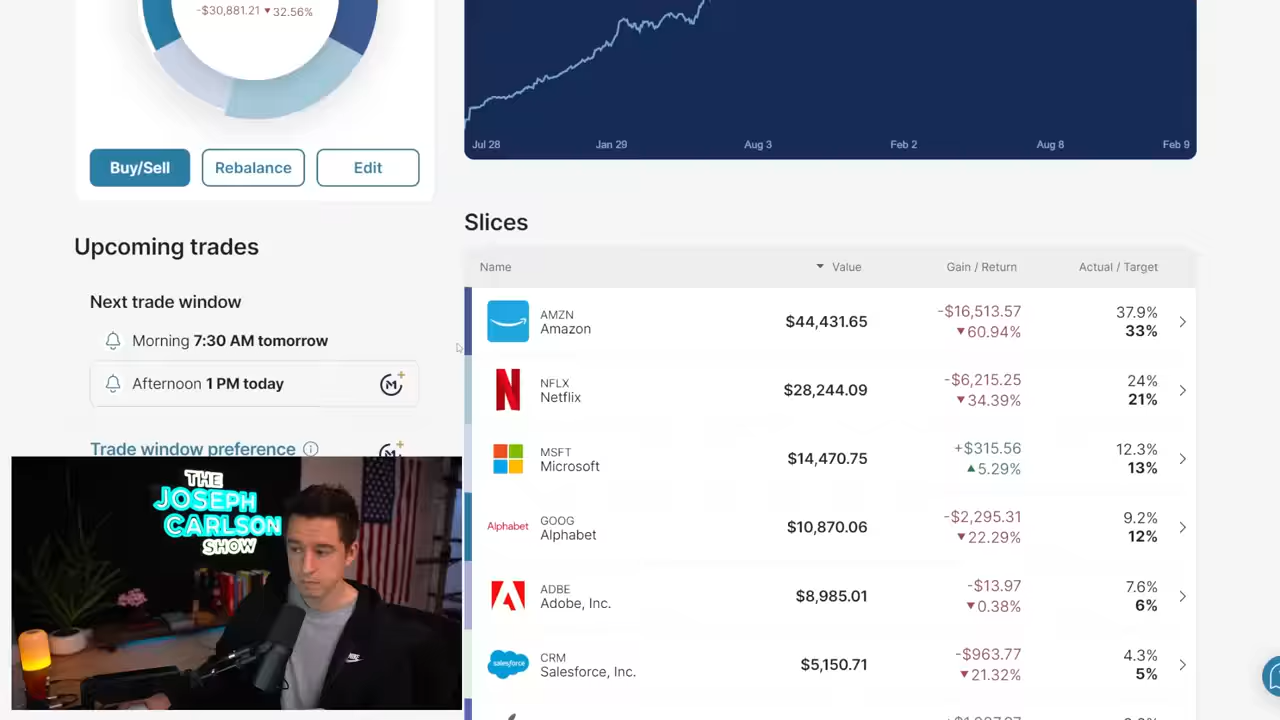 -$30,881.21 ▼32.56%
Buy/Sell
Rebalance
Edit
Upcoming trades
Next trade window
Morning 7:30 AM tomorrow
Afternoon 1 PM today
Trade window preference
THE
JOSEPH
CARLSON
SHOW
Jul 28
Jan 29
Aug 3
Feb 2
Aug 8
Feb 9
Slices
Name
Value
Gain / Return
Actual / Target
AMZN
Amazon
$44,431.65
-$16,513.57
▼60.94%
37.9%
33%
NFLX
Netflix
$28,244.09
-$6,215.25
▼34.39%
24%
21%
MSFT
Microsoft
$14,470.75
+$315.56
▲5.29%
12.3%
13%
Alphabet
GOOG
Alphabet
$10,870.06
-$2,295.31
▼22.29%
9.2%
12%
ADBE
Adobe, Inc.
$8,985.01
-$13.97
▼0.38%
7.6%
6%
salesforce
CRM
Salesforce, Inc.
$5,150.71
-$963.77
▼21.32%
4.3%
5%